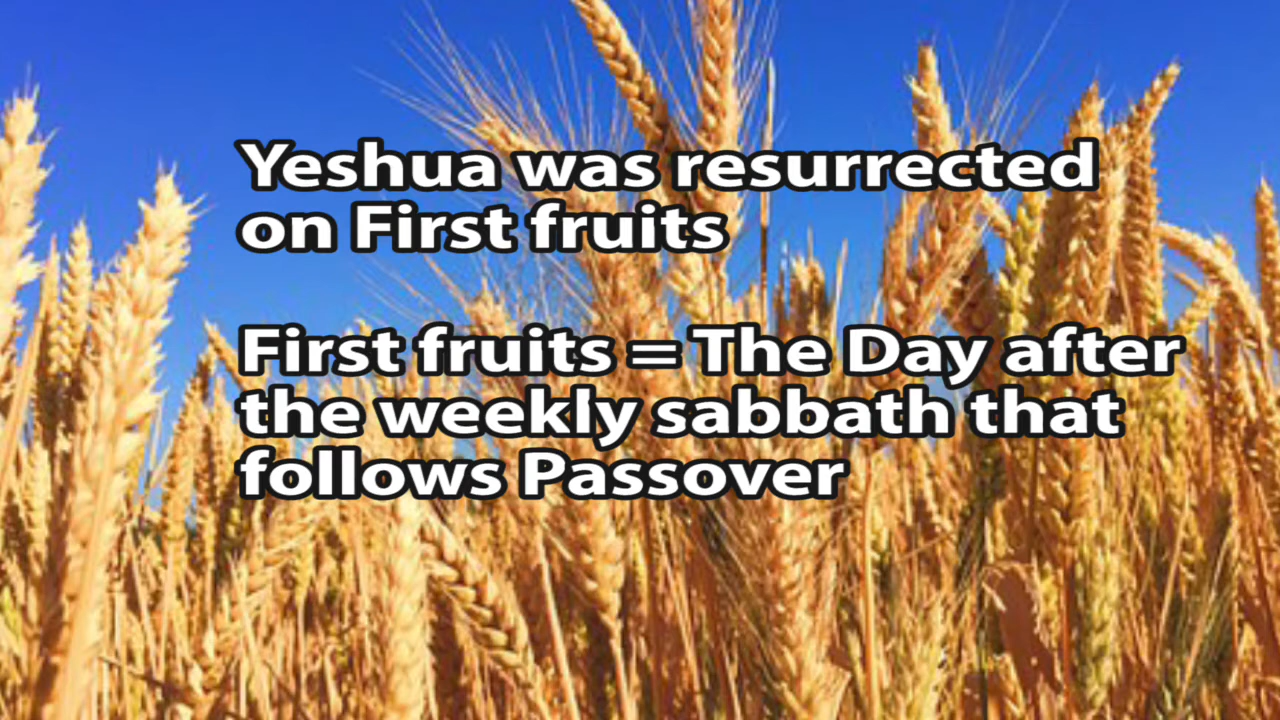 Yeshua was resurrected
on First fruits
First fruits = The Day after
the weekly sabbath that
follows Passover